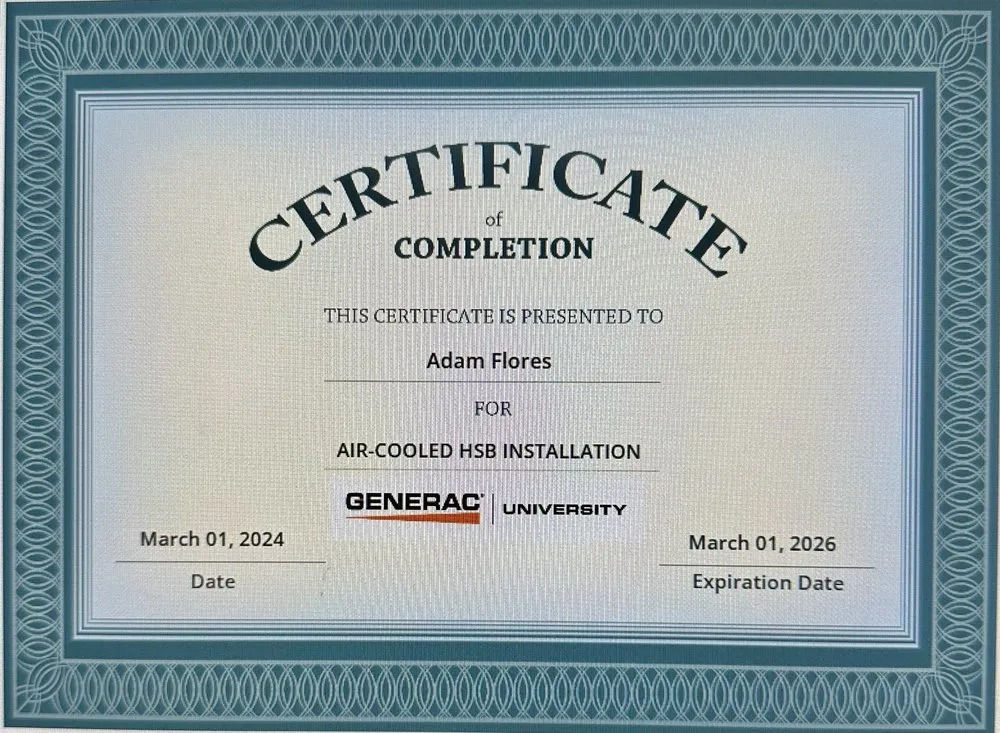 CERTIFICATE
of
COMPLETION
THIS CERTIFICATE IS PRESENTED TO
Adam Flores
FOR
AIR-COOLED HSB INSTALLATION
GENERAC® | UNIVERSITY
March 01, 2024
Date
March 01, 2026
Expiration Date